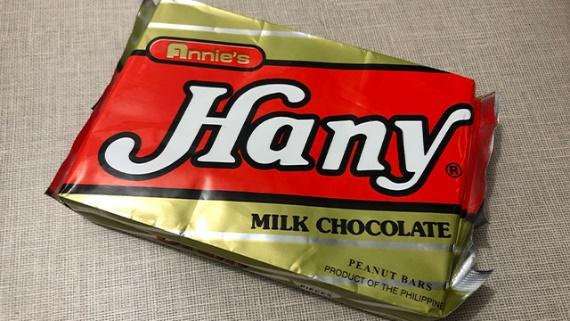 Annie's
Hany®
MILK CHOCOLATE
PEANUT BARS
PRODUCT OF THE PHILIPPINE